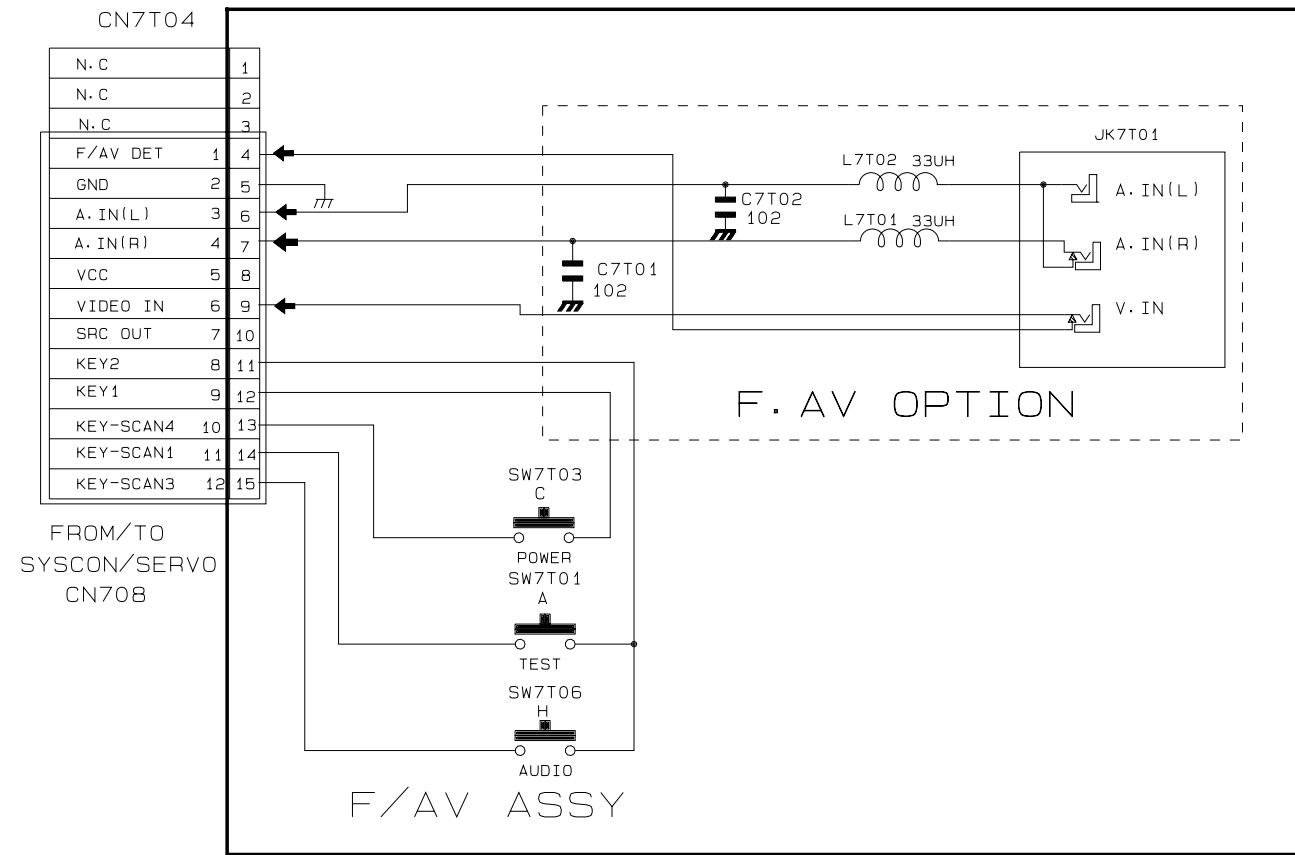 CN7T04
N.C 1
N.C 2
N.C 3
F/AV DET 1 4
GND 2 5
A.IN(L) 3 6
A.IN(R) 4 7
VCC 5 8
VIDEO IN 6 9
SRC OUT 7 10
KEY2 8 11
KEY1 9 12
KEY-SCAN4 10 13
KEY-SCAN1 11 14
KEY-SCAN3 12 15
FROM/TO
SYSCON/SERVO
CN708
JK7T01
L7T02 33UH
A.IN(L)
C7T02
102
L7T01 33UH
A.IN(R)
C7T01
102
V.IN
F.AV OPTION
SW7T03
C
POWER
SW7T01
A
TEST
SW7T06
H
AUDIO
F/AV ASSY